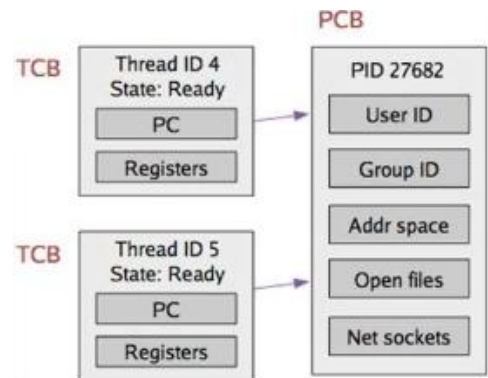 TCB
Thread ID 4
State: Ready
PC
Registers
TCB
Thread ID 5
State: Ready
PC
Registers
PCB
PID 27682
User ID
Group ID
Addr space
Open files
Net sockets